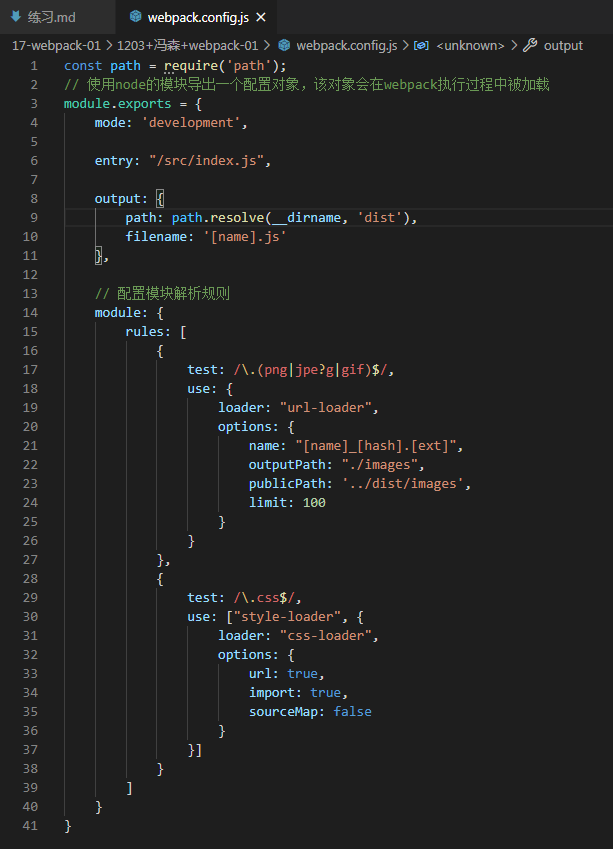 练习.md webpack.config.js
17-webpack-01 > 1203+冯森+webpack-01 > webpack.config.js > <unknown> > output
1 const path = require('path');
2 // 使用node的模块导出一个配置对象，该对象会在webpack执行过程中被加载
3 module.exports = {
4 mode: 'development',
5
6 entry: "/src/index.js",
7
8 output: {
9 path: path.resolve(__dirname, 'dist'),
10 filename: '[name].js'
11 },
12
13 // 配置模块解析规则
14 module: {
15 rules: [
16 {
17 test: /\.(png|jpe?g|gif)$/,
18 use: {
19 loader: "url-loader",
20 options: {
21 name: "[name]_[hash].[ext]",
22 outputPath: "./images",
23 publicPath: '../dist/images',
24 limit: 100
25 }
26 }
27 },
28 {
29 test: /\.css$/,
30 use: ["style-loader", {
31 loader: "css-loader",
32 options: {
33 url: true,
34 import: true,
35 sourceMap: false
36 }
37 }]
38 }
39 ]
40 }
41 }